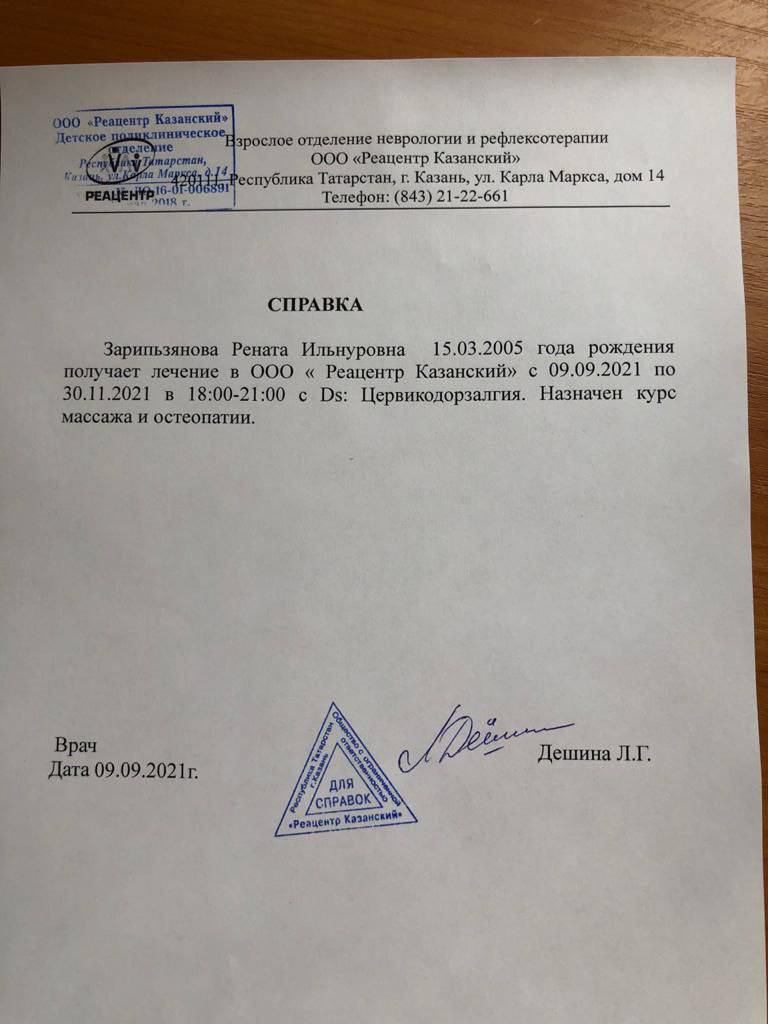 ООО «Реацентр Казанский»
Детское поликлиническое
отделение
Республика Татарстан,
Казань, ул. Карла Маркса, д.14
ЛО-16-01-006891
2018 г.
РЕАЦЕНТР
Взрослое отделение неврологии и рефлексотерапии
ООО «Реацентр Казанский»
420111, Республика Татарстан, г. Казань, ул. Карла Маркса, дом 14
Телефон: (843) 21-22-661
СПРАВКА
Зарипьзянова Рената Ильнуровна 15.03.2005 года рождения
получает лечение в ООО « Реацентр Казанский» с 09.09.2021 по
30.11.2021 в 18:00-21:00 с Ds: Цервикодорзалгия. Назначен курс
массажа и остеопатии.
Врач
Дата 09.09.2021г.
Республика Татарстан
г.Казань
Общество с ограниченной
ответственностью
ДЛЯ
СПРАВОК
«Реацентр Казанский»
Дешина Л.Г.